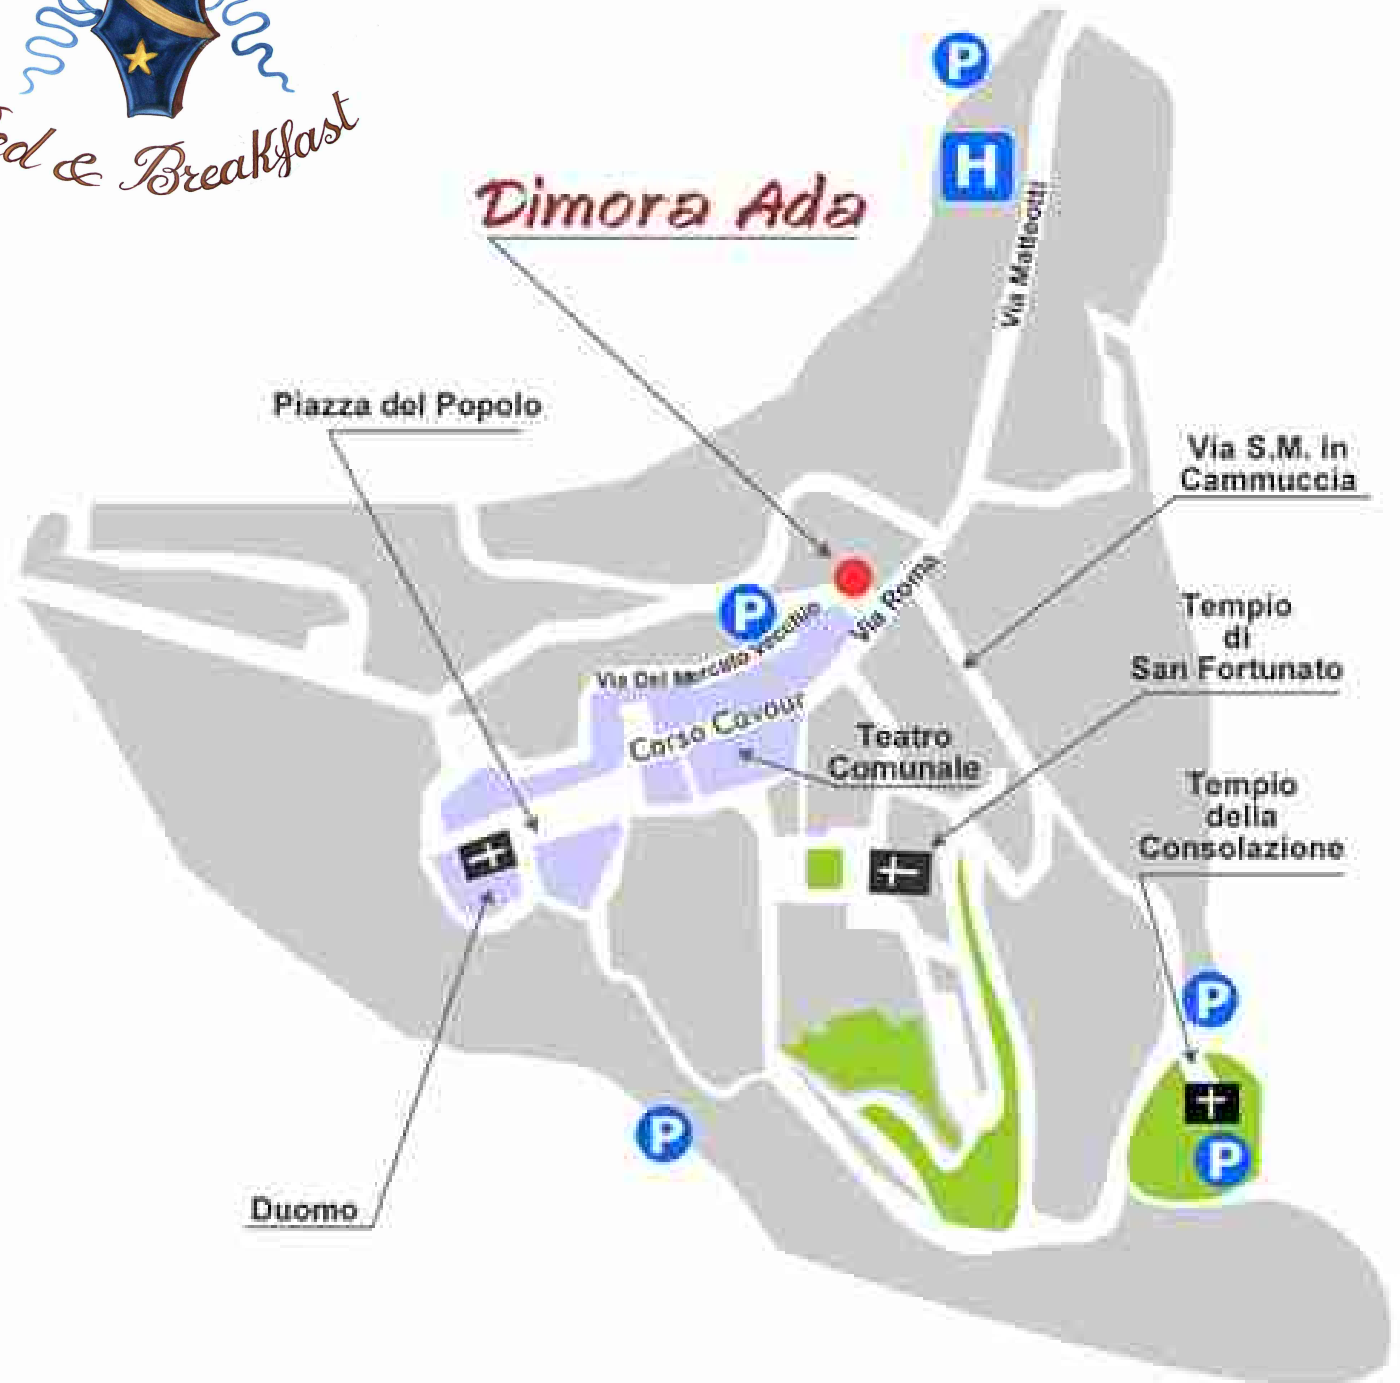 P
& Breakfast
H
Dimora Ada
Via Matteotti
Piazza del Popolo
Via S.M. in
Cammuccia
P
Via Roma
Via Del Mercato Vecchio
Tempio
di
San Fortunato
Corso Cavour
Teatro
Comunale
Tempio
della
Consolazione
P
P
P
Duomo